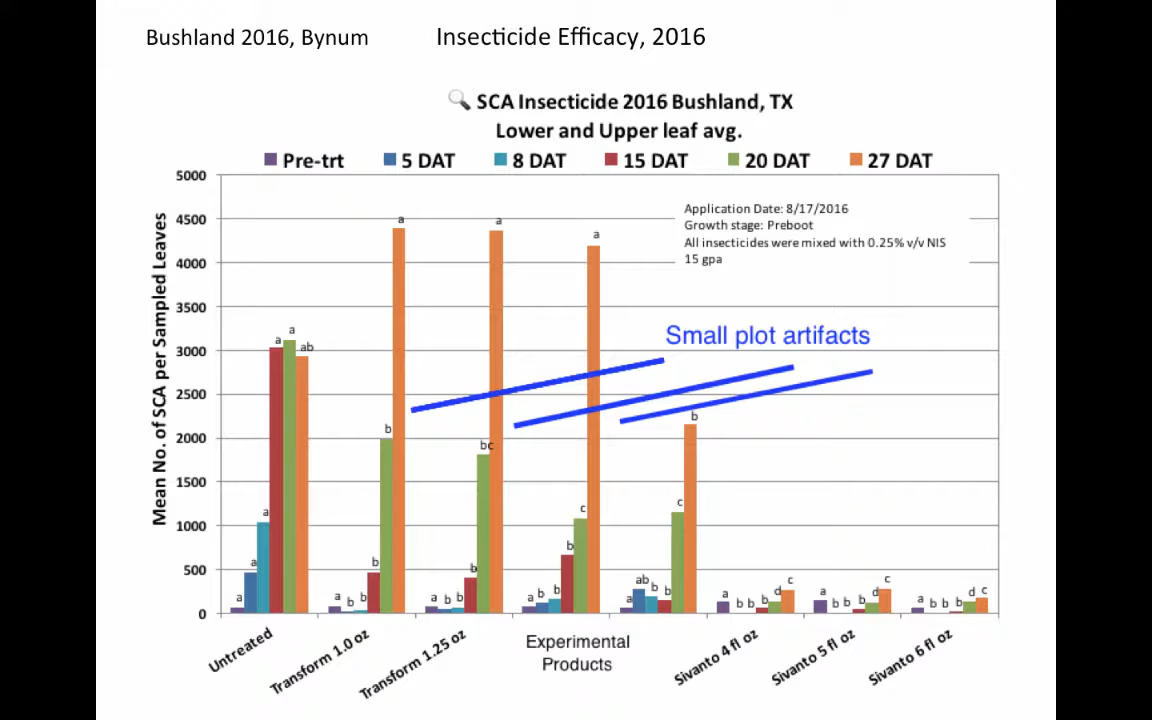 Bushland 2016, Bynum
Insecticide Efficacy, 2016
SCA Insecticide 2016 Bushland, TX
Lower and Upper leaf avg.
Pre-trt 5 DAT 8 DAT 15 DAT 20 DAT 27 DAT
Mean No. of SCA per Sampled Leaves
5000
4500
4000
3500
3000
2500
2000
1500
1000
500
0
Application Date: 8/17/2016
Growth stage: Preboot
All insecticides were mixed with 0.25% v/v NIS
15 gpa
Small plot artifacts
a a a a a ab
a b b b b a
a b b b bc a
a b b b c a
a ab b b c b
a b b b d c
a b b b d c
a b b b d c
Untreated
Transform 1.0 oz
Transform 1.25 oz
Experimental
Products
Sivanto 4 fl oz
Sivanto 5 fl oz
Sivanto 6 fl oz